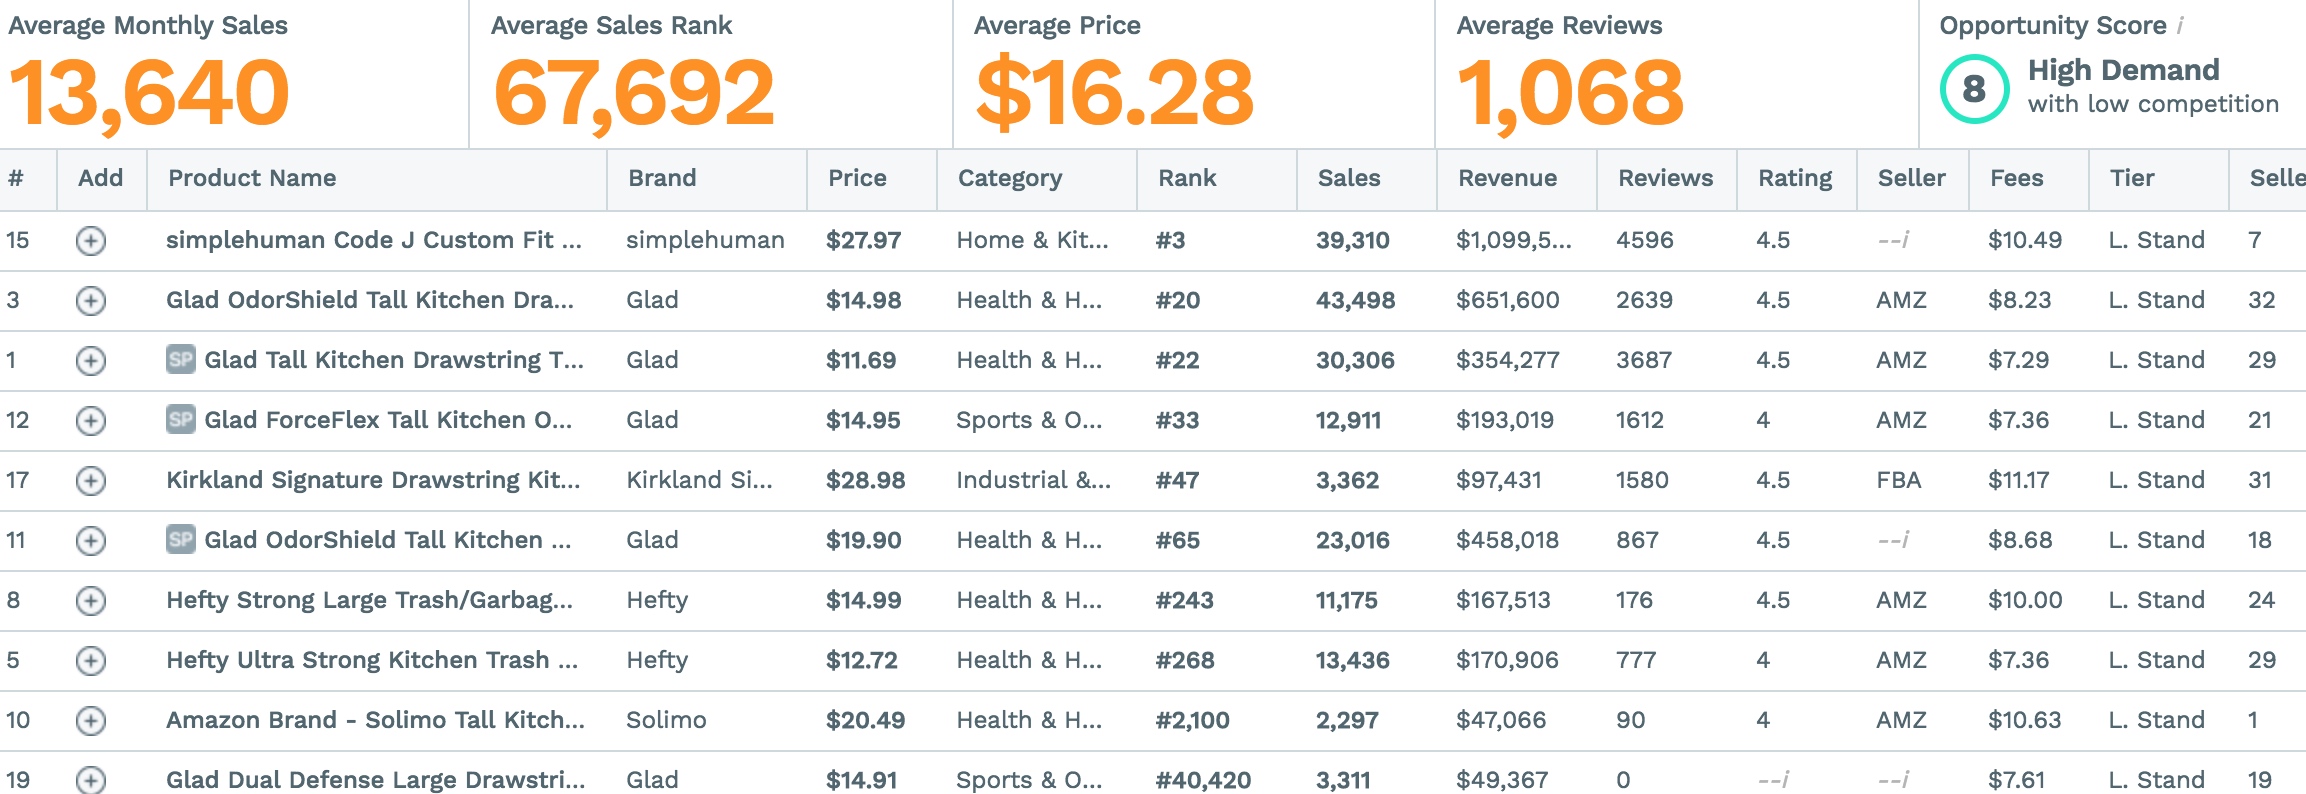 Average Monthly Sales Average Sales Rank Average Price Average Reviews Opportunity Score i
13,640 67,692 $16.28 1,068 8 High Demand
with low competition
# Add Product Name Brand Price Category Rank Sales Revenue Reviews Rating Seller Fees Tier Selle
15 simplehuman Code J Custom Fit ... simplehuman $27.97 Home & Kit... #3 39,310 $1,099,5... 4596 4.5 --i $10.49 L. Stand 7
3 Glad OdorShield Tall Kitchen Dra... Glad $14.98 Health & H... #20 43,498 $651,600 2639 4.5 AMZ $8.23 L. Stand 32
1 SP Glad Tall Kitchen Drawstring T... Glad $11.69 Health & H... #22 30,306 $354,277 3687 4.5 AMZ $7.29 L. Stand 29
12 SP Glad ForceFlex Tall Kitchen O... Glad $14.95 Sports & O... #33 12,911 $193,019 1612 4 AMZ $7.36 L. Stand 21
17 Kirkland Signature Drawstring Kit... Kirkland Si... $28.98 Industrial &... #47 3,362 $97,431 1580 4.5 FBA $11.17 L. Stand 31
11 SP Glad OdorShield Tall Kitchen ... Glad $19.90 Health & H... #65 23,016 $458,018 867 4.5 --i $8.68 L. Stand 18
8 Hefty Strong Large Trash/Garbag... Hefty $14.99 Health & H... #243 11,175 $167,513 176 4.5 AMZ $10.00 L. Stand 24
5 Hefty Ultra Strong Kitchen Trash ... Hefty $12.72 Health & H... #268 13,436 $170,906 777 4 AMZ $7.36 L. Stand 29
10 Amazon Brand - Solimo Tall Kitch... Solimo $20.49 Health & H... #2,100 2,297 $47,066 90 4 AMZ $10.63 L. Stand 1
19 Glad Dual Defense Large Drawstri... Glad $14.91 Sports & O... #40,420 3,311 $49,367 0 --i --i $7.61 L. Stand 19